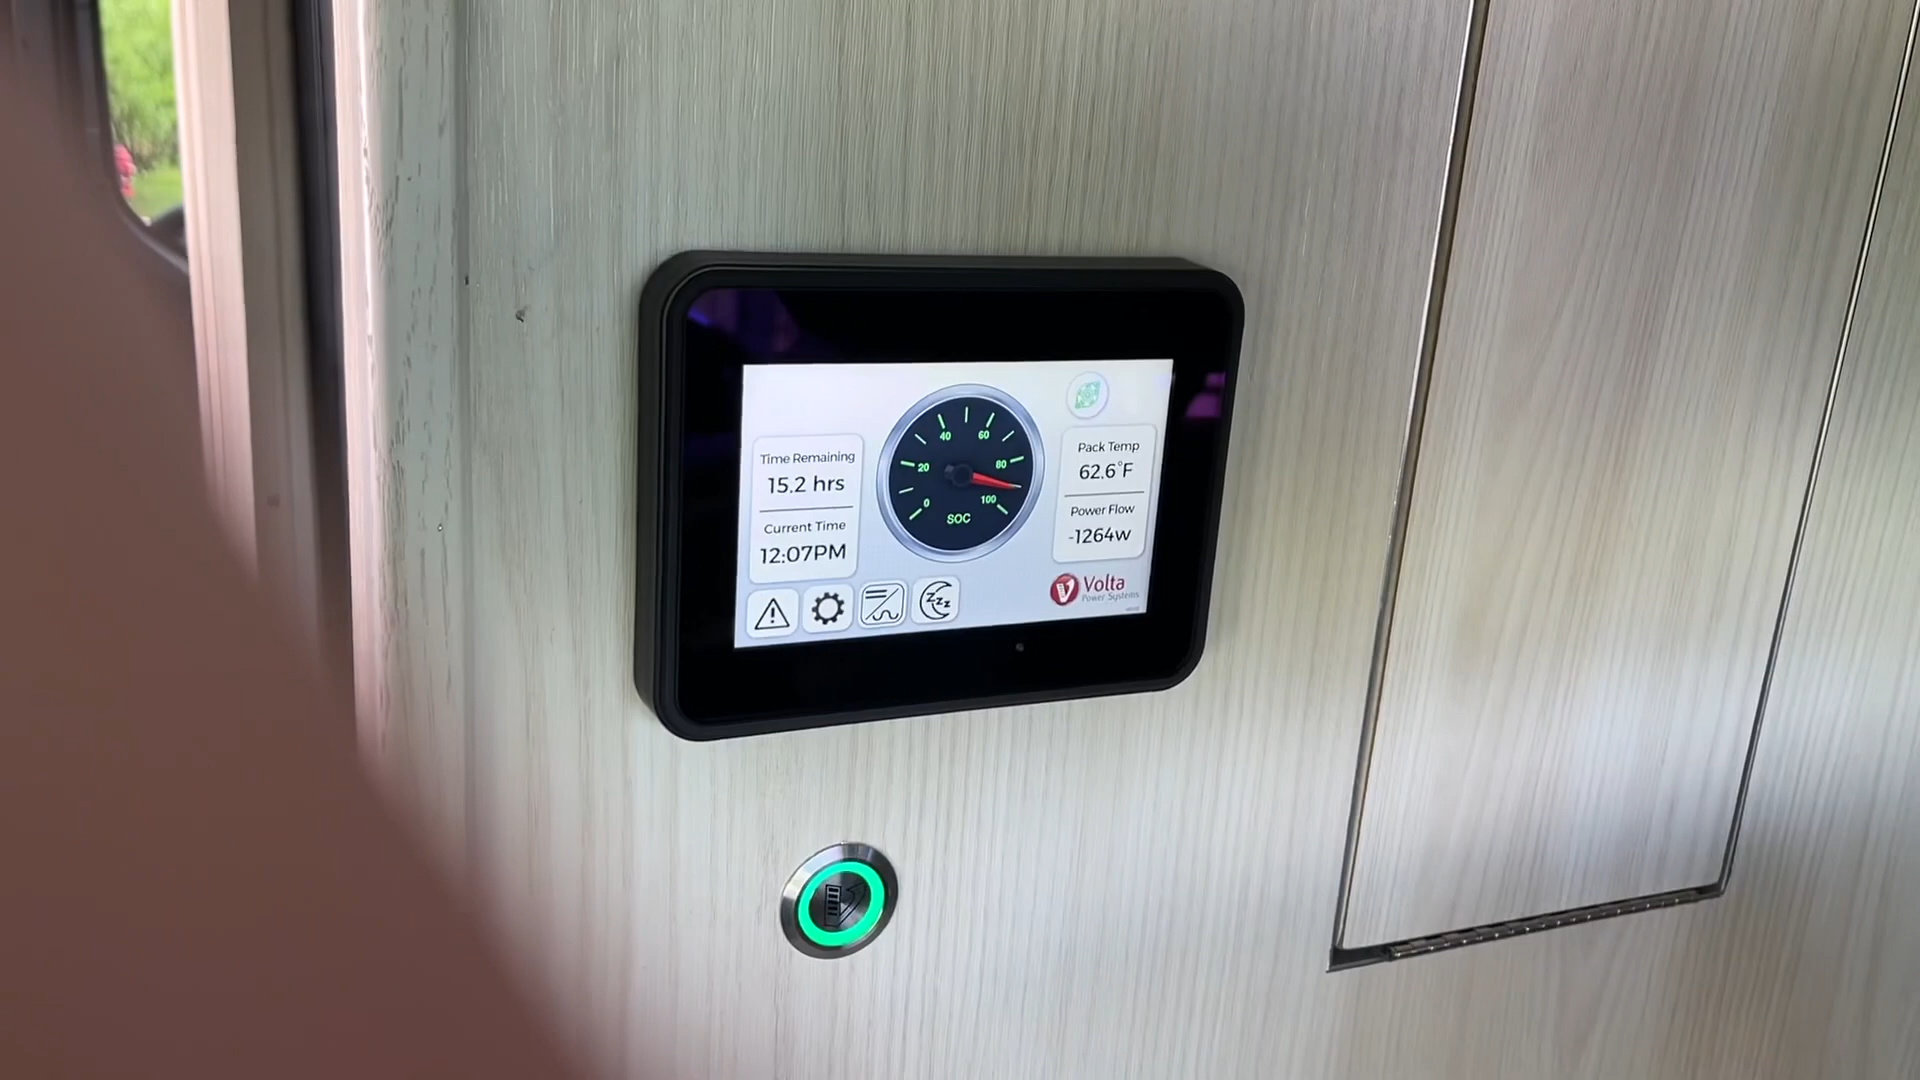 Time Remaining
15.2 hrs
Current Time
12:07PM
0
20
40
60
80
100
SOC
Pack Temp
62.6°F
Power Flow
-1264w
zzz
Volta
Power Systems